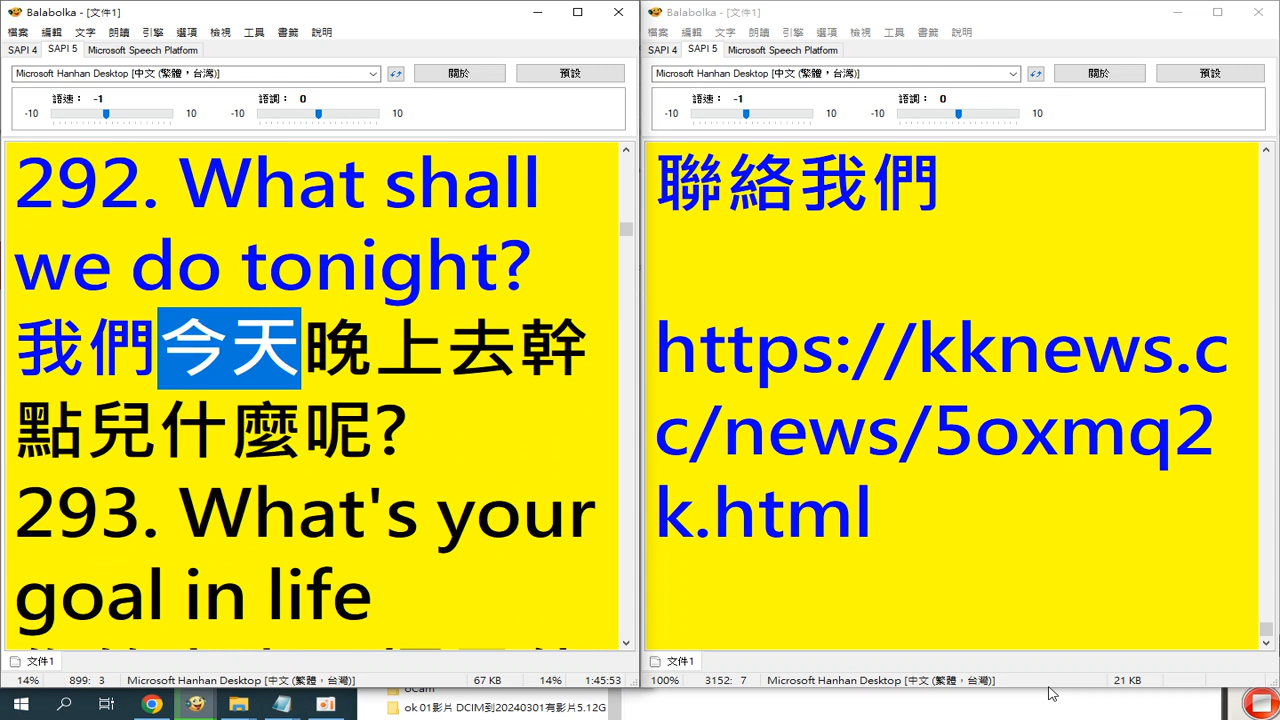 Balabolka - [文件1]
檔案 編輯 文字 朗讀 引擎 選項 檢視 工具 書籤 說明
SAPI 4 SAPI 5 Microsoft Speech Platform
Microsoft Hanhan Desktop [中文 (繁體，台灣)] 關於 預設
語速： -1 語調： 0
-10 10 -10 10
292. What shall
we do tonight?
我們今天晚上去幹
點兒什麼呢?
293. What's your
goal in life
文件1
14% 899: 3 Microsoft Hanhan Desktop [中文 (繁體，台灣)] 67 KB 14% 1:45:53
Balabolka - [文件1]
檔案 編輯 文字 朗讀 引擎 選項 檢視 工具 書籤 說明
SAPI 4 SAPI 5 Microsoft Speech Platform
Microsoft Hanhan Desktop [中文 (繁體，台灣)] 關於 預設
語速： -1 語調： 0
-10 10 -10 10
聯絡我們
https://kknews.c
c/news/5oxmq2
k.html
文件1
100% 3152: 7 Microsoft Hanhan Desktop [中文 (繁體，台灣)] 21 KB
oCam
ok 01影片 DCIM到20240301有影片5.12G